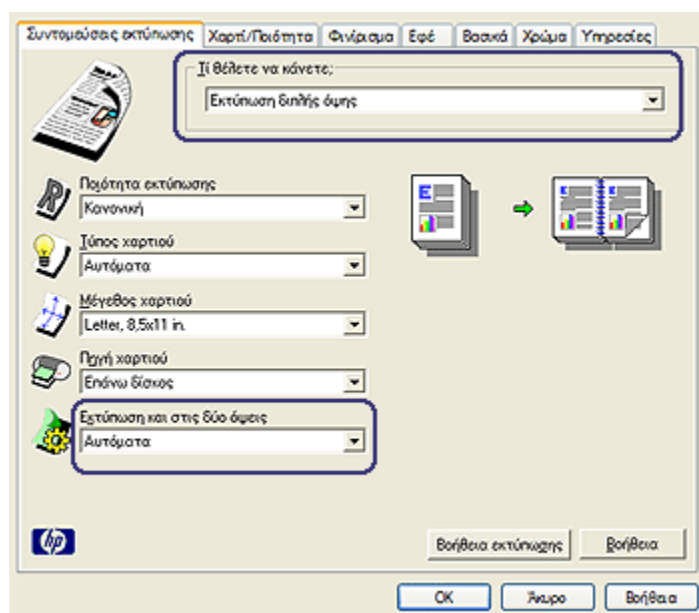 Συντομεύσεις εκτύπωσης Χαρτί/Ποιότητα Φινίρισμα Εφέ Βασικά Χρώμα Υπηρεσίες
Τί θέλετε να κάνετε;
Εκτύπωση διπλής όψης
Ποιότητα εκτύπωσης
Κανονική
Τύπος χαρτιού
Αυτόματα
Μέγεθος χαρτιού
Letter, 8,5x11 in.
Πηγή χαρτιού
Επάνω δίσκος
Εκτύπωση και στις δύο όψεις
Αυτόματα
hp
Βοήθεια εκτύπωσης Βοήθεια
OK Άκυρο Βοήθεια